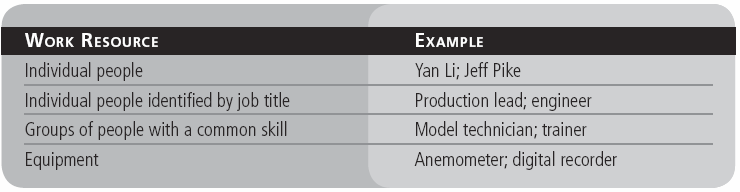 WORK RESOURCE EXAMPLE
Individual people Yan Li; Jeff Pike
Individual people identified by job title Production lead; engineer
Groups of people with a common skill Model technician; trainer
Equipment Anemometer; digital recorder